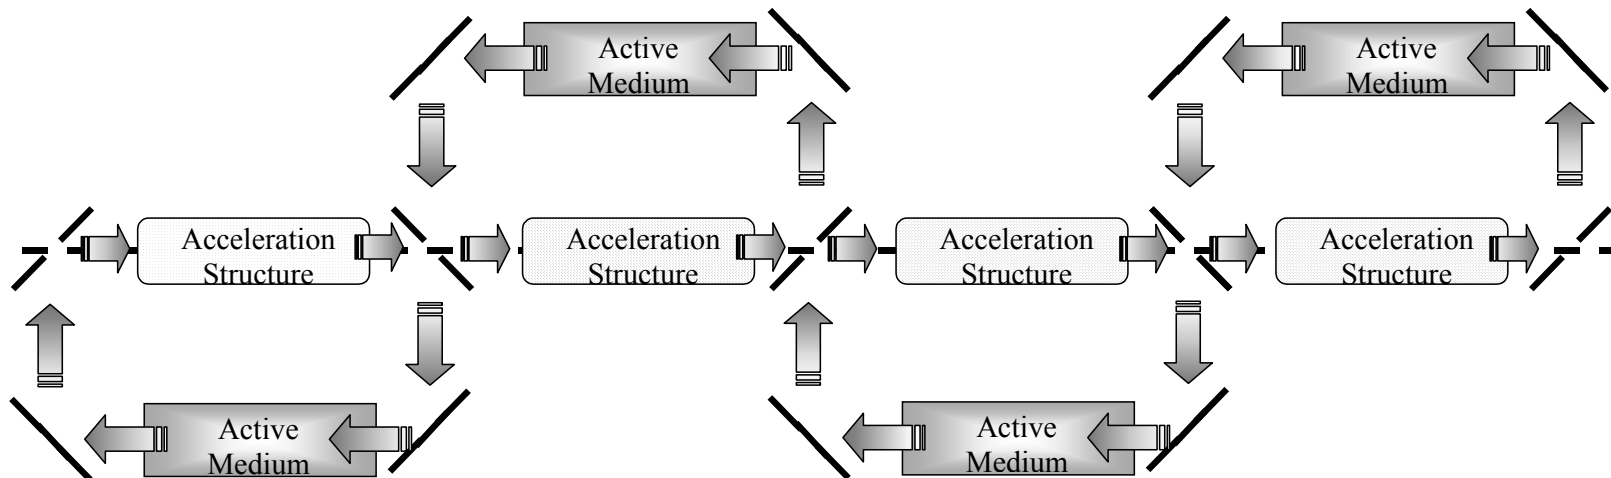 Active
Medium
Active
Medium
Acceleration
Structure
Acceleration
Structure
Acceleration
Structure
Acceleration
Structure
Active
Medium
Active
Medium